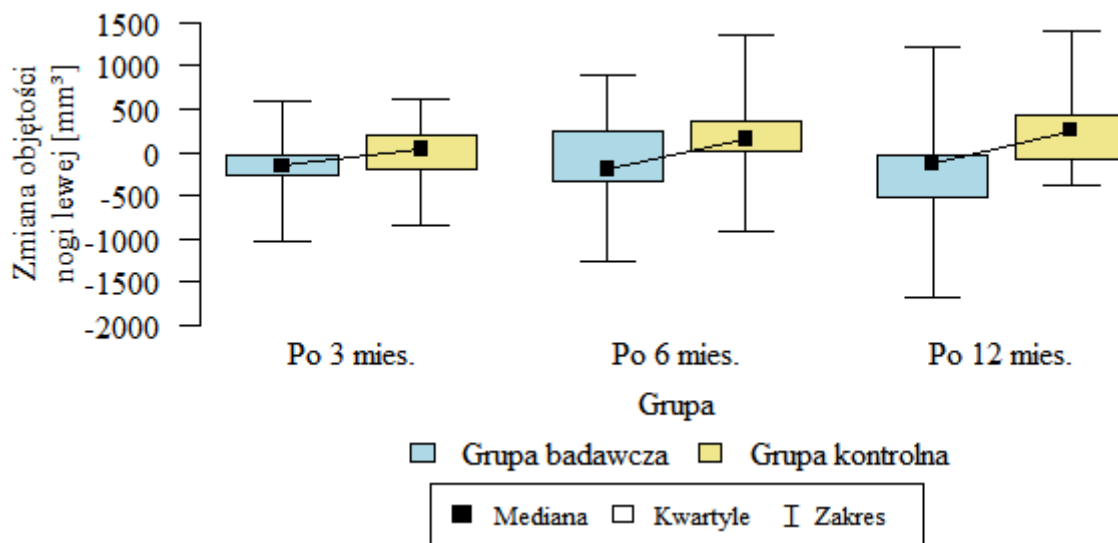 Zmiana objętości
nogi lewej [mm³]
1500
1000
500
0
-500
-1000
-1500
-2000
Po 3 mies.
Po 6 mies.
Po 12 mies.
Grupa
Grupa badawcza
Grupa kontrolna
Mediana
Kwartyle
Zakres